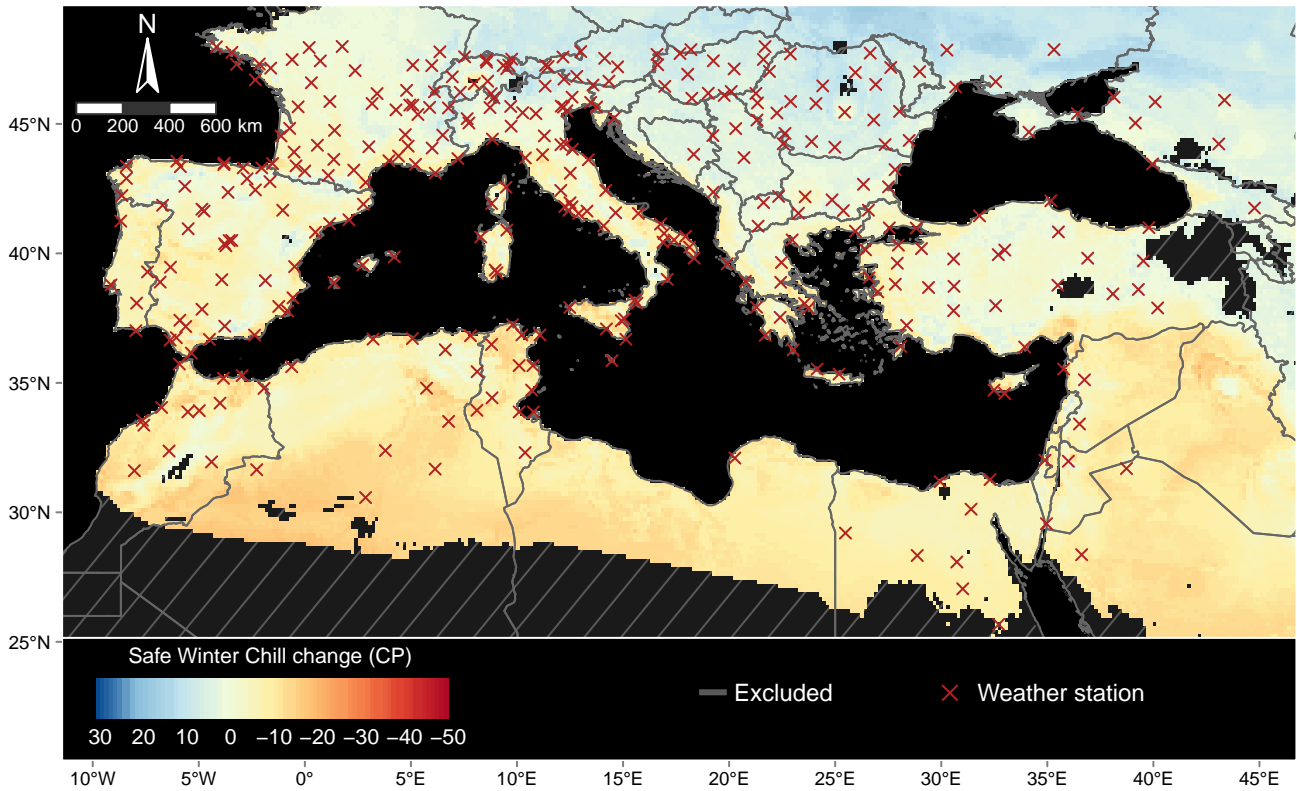 N
0 200 400 600 km
45°N
40°N
35°N
30°N
25°N
Safe Winter Chill change (CP)
30 20 10 0 −10 −20 −30 −40 −50
Excluded
Weather station
10°W 5°W 0° 5°E 10°E 15°E 20°E 25°E 30°E 35°E 40°E 45°E